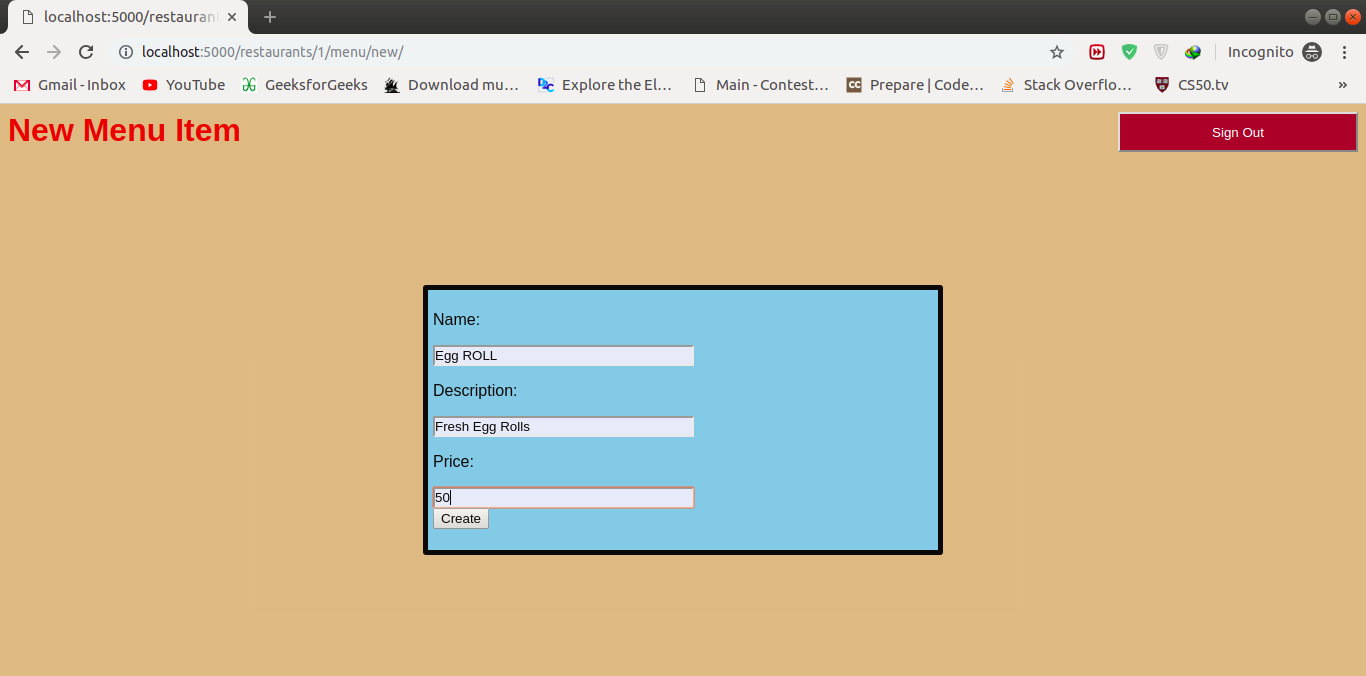 localhost:5000/restauran
localhost:5000/restaurants/1/menu/new/
Incognito
Gmail - Inbox
YouTube
GeeksforGeeks
Download mu...
Explore the El...
Main - Contest...
CC
Prepare | Code...
Stack Overflo...
CS50.tv
»
New Menu Item
Sign Out
Name:
Egg ROLL
Description:
Fresh Egg Rolls
Price:
50
Create